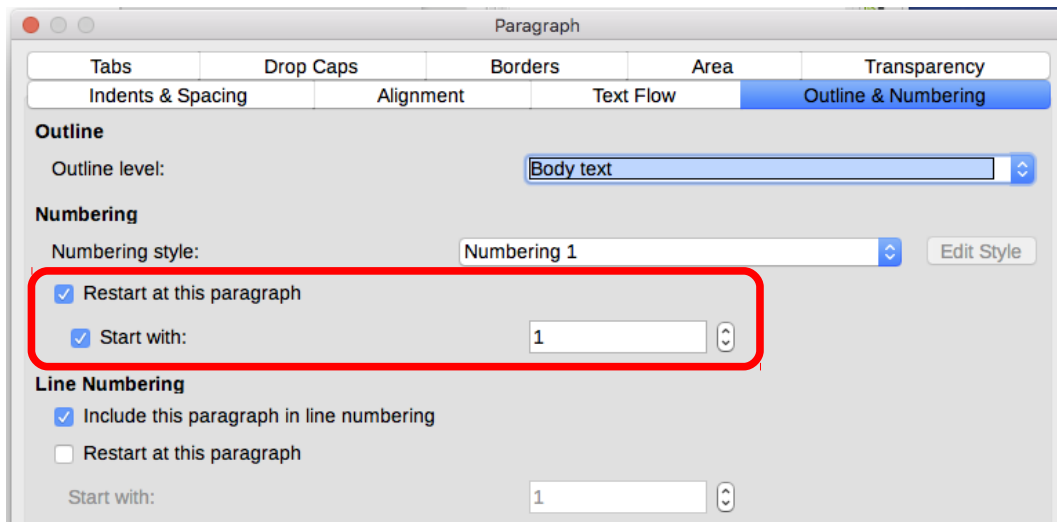 Paragraph
Tabs Drop Caps Borders Area Transparency
Indents & Spacing Alignment Text Flow Outline & Numbering
Outline
Outline level: Body text
Numbering
Numbering style: Numbering 1 Edit Style
Restart at this paragraph
Start with: 1
Line Numbering
Include this paragraph in line numbering
Restart at this paragraph
Start with: 1